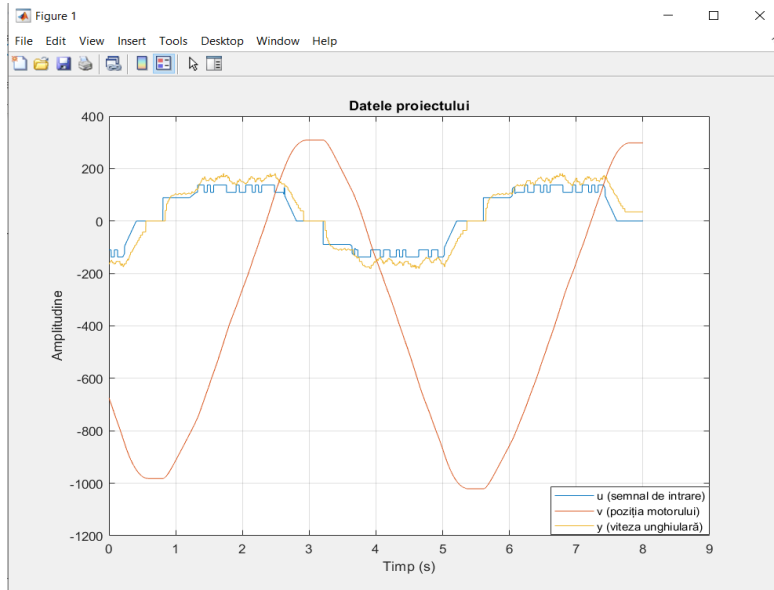 Figure 1
File Edit View Insert Tools Desktop Window Help
Datele proiectului
Amplitudine
400
200
0
-200
-400
-600
-800
-1000
-1200
0 1 2 3 4 5 6 7 8 9
Timp (s)
u (semnal de intrare)
v (poziția motorului)
y (viteza unghiulară)